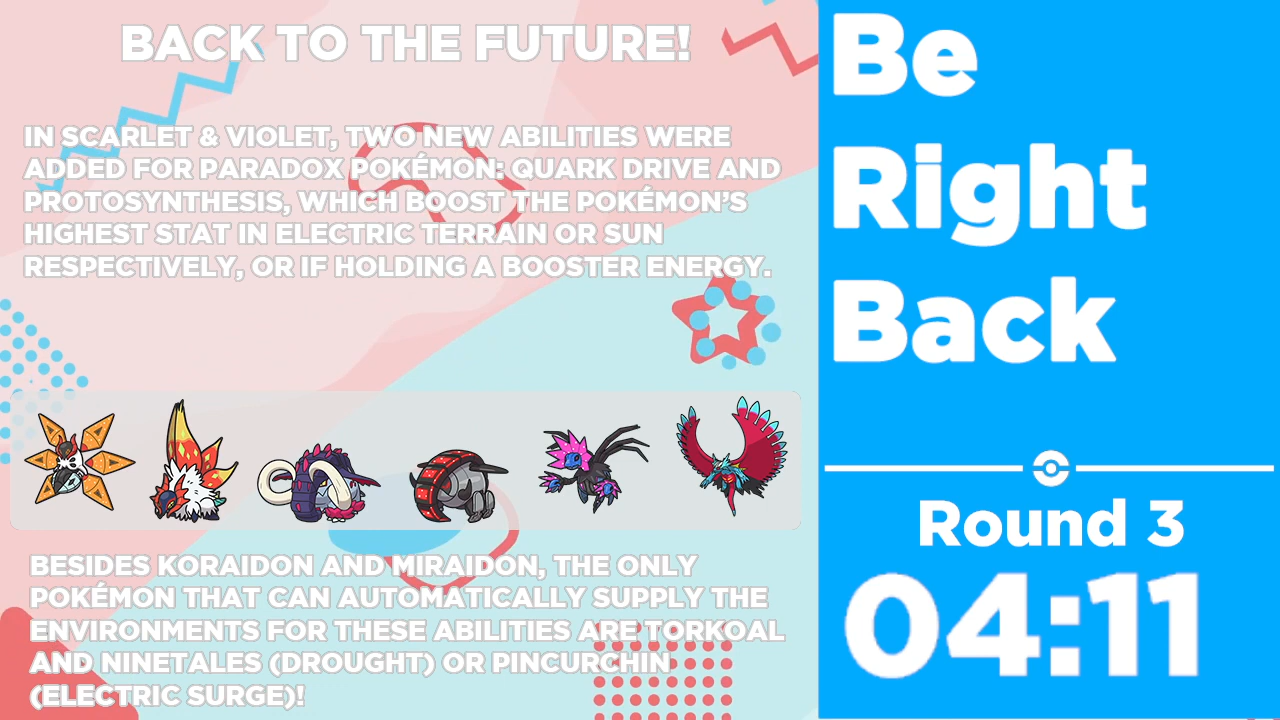 BACK TO THE FUTURE!
IN SCARLET & VIOLET, TWO NEW ABILITIES WERE
ADDED FOR PARADOX POKÉMON: QUARK DRIVE AND
PROTOSYNTHESIS, WHICH BOOST THE POKÉMON'S
HIGHEST STAT IN ELECTRIC TERRAIN OR SUN
RESPECTIVELY, OR IF HOLDING A BOOSTER ENERGY.
BESIDES KORAIDON AND MIRAIDON, THE ONLY
POKÉMON THAT CAN AUTOMATICALLY SUPPLY THE
ENVIRONMENTS FOR THESE ABILITIES ARE TORKOAL
AND NINETALES (DROUGHT) OR PINCURCHIN
(ELECTRIC SURGE)!
Be
Right
Back
Round 3
04:11